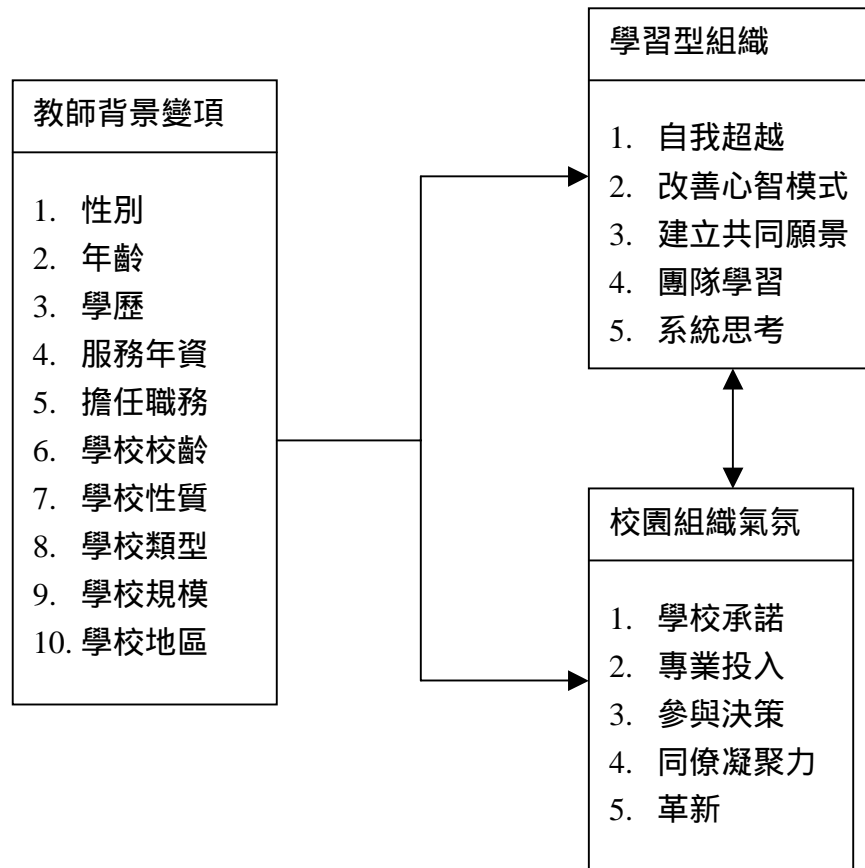 教師背景變項
1. 性別
2. 年齡
3. 學歷
4. 服務年資
5. 擔任職務
6. 學校校齡
7. 學校性質
8. 學校類型
9. 學校規模
10. 學校地區
學習型組織
1. 自我超越
2. 改善心智模式
3. 建立共同願景
4. 團隊學習
5. 系統思考
校園組織氣氛
1. 學校承諾
2. 專業投入
3. 參與決策
4. 同僚凝聚力
5. 革新